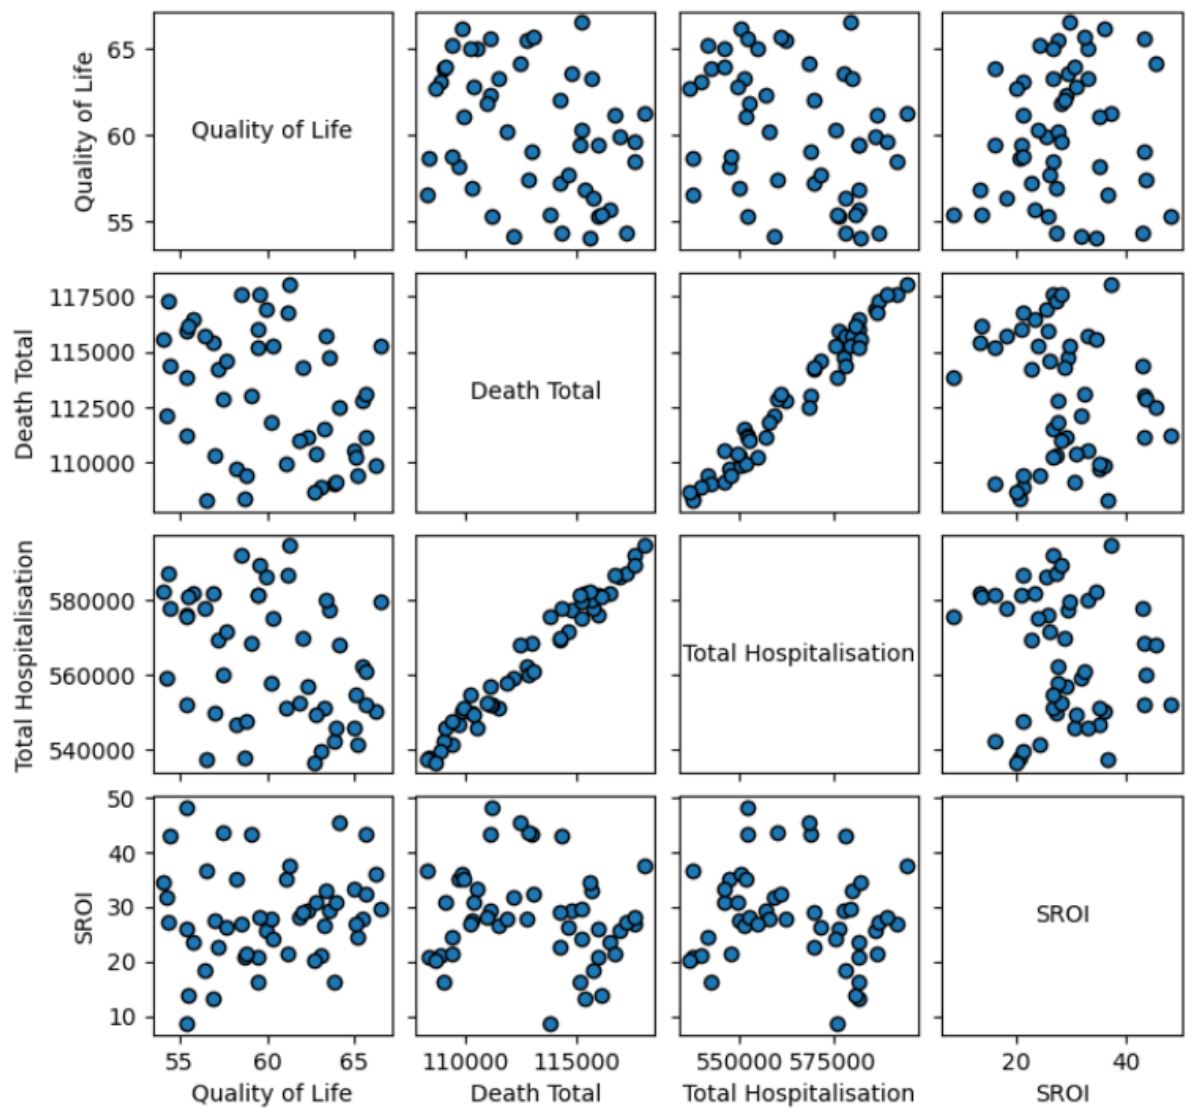 Quality of Life
65
60
55
Quality of Life
Death Total
117500
115000
112500
110000
Death Total
Total Hospitalisation
580000
560000
540000
Total Hospitalisation
SROI
50
40
30
20
10
SROI
55 60 65 110000 115000 550000 575000 20 40
Quality of Life Death Total Total Hospitalisation SROI